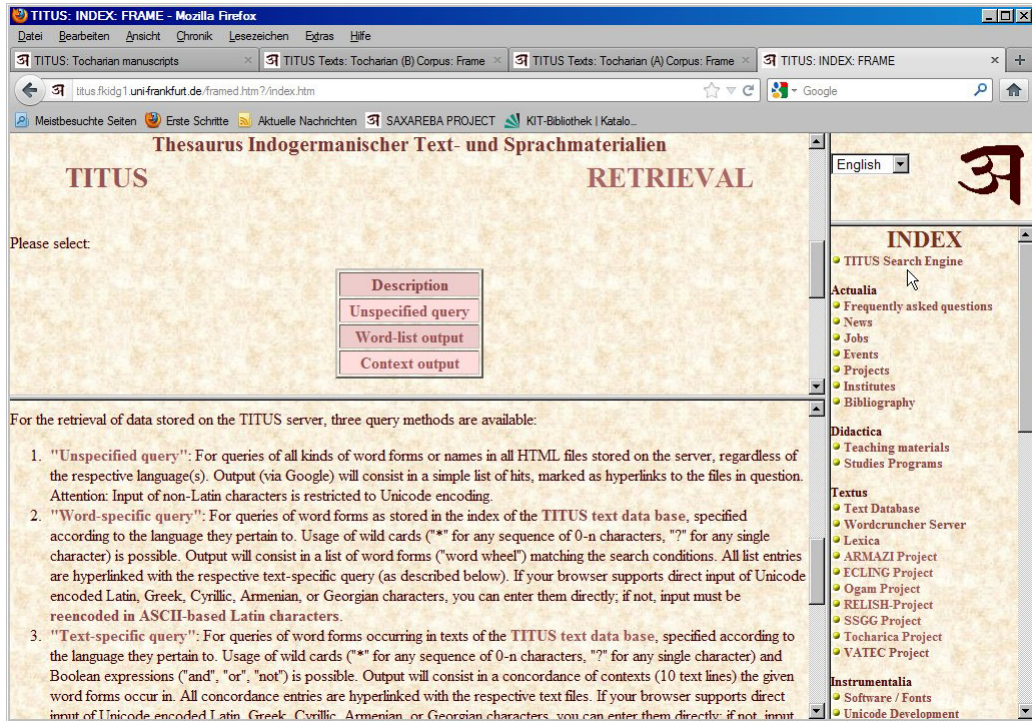 TITUS: INDEX: FRAME - Mozilla Firefox
Datei Bearbeiten Ansicht Chronik Lesezeichen Extras Hilfe
TITUS: Tocharian manuscripts
TITUS Texts: Tocharian (B) Corpus: Frame
TITUS Texts: Tocharian (A) Corpus: Frame
TITUS: INDEX: FRAME
titus.fkidg1.uni-frankfurt.de/framed.htm?/index.htm
Google
Meistbesuchte Seiten Erste Schritte Aktuelle Nachrichten SAXAREBA PROJECT KIT-Bibliothek | Katalo...
Thesaurus Indogermanischer Text- und Sprachmaterialien
TITUS RETRIEVAL
Please select:
Description
Unspecified query
Word-list output
Context output
For the retrieval of data stored on the TITUS server, three query methods are available:
1. "Unspecified query": For queries of all kinds of word forms or names in all HTML files stored on the server, regardless of
the respective language(s). Output (via Google) will consist in a simple list of hits, marked as hyperlinks to the files in question.
Attention: Input of non-Latin characters is restricted to Unicode encoding.
2. "Word-specific query": For queries of word forms as stored in the index of the TITUS text data base, specified
according to the language they pertain to. Usage of wild cards ("*" for any sequence of 0-n characters, "?" for any single
character) is possible. Output will consist in a list of word forms ("word wheel") matching the search conditions. All list entries
are hyperlinked with the respective text-specific query (as described below). If your browser supports direct input of Unicode
encoded Latin, Greek, Cyrillic, Armenian, or Georgian characters, you can enter them directly; if not, input must be
reencoded in ASCII-based Latin characters.
3. "Text-specific query": For queries of word forms occurring in texts of the TITUS text data base, specified according to
the language they pertain to. Usage of wild cards ("*" for any sequence of 0-n characters, "?" for any single character) and
Boolean expressions ("and", "or", "not") is possible. Output will consist in a concordance of contexts (10 text lines) the given
word forms occur in. All concordance entries are hyperlinked with the respective text files. If your browser supports direct
input of Unicode encoded Latin, Greek, Cyrillic, Armenian, or Georgian characters, you can enter them directly; if not, input
English
अ
INDEX
TITUS Search Engine
Actualia
Frequently asked questions
News
Jobs
Events
Projects
Institutes
Bibliography
Didactica
Teaching materials
Studies Programs
Textus
Text Database
Wordcruncher Server
Lexica
ARMAZI Project
ECLING Project
Ogam Project
RELISH-Project
SSGG Project
Tocharica Project
VATEC Project
Instrumentalia
Software / Fonts
Unicode Development